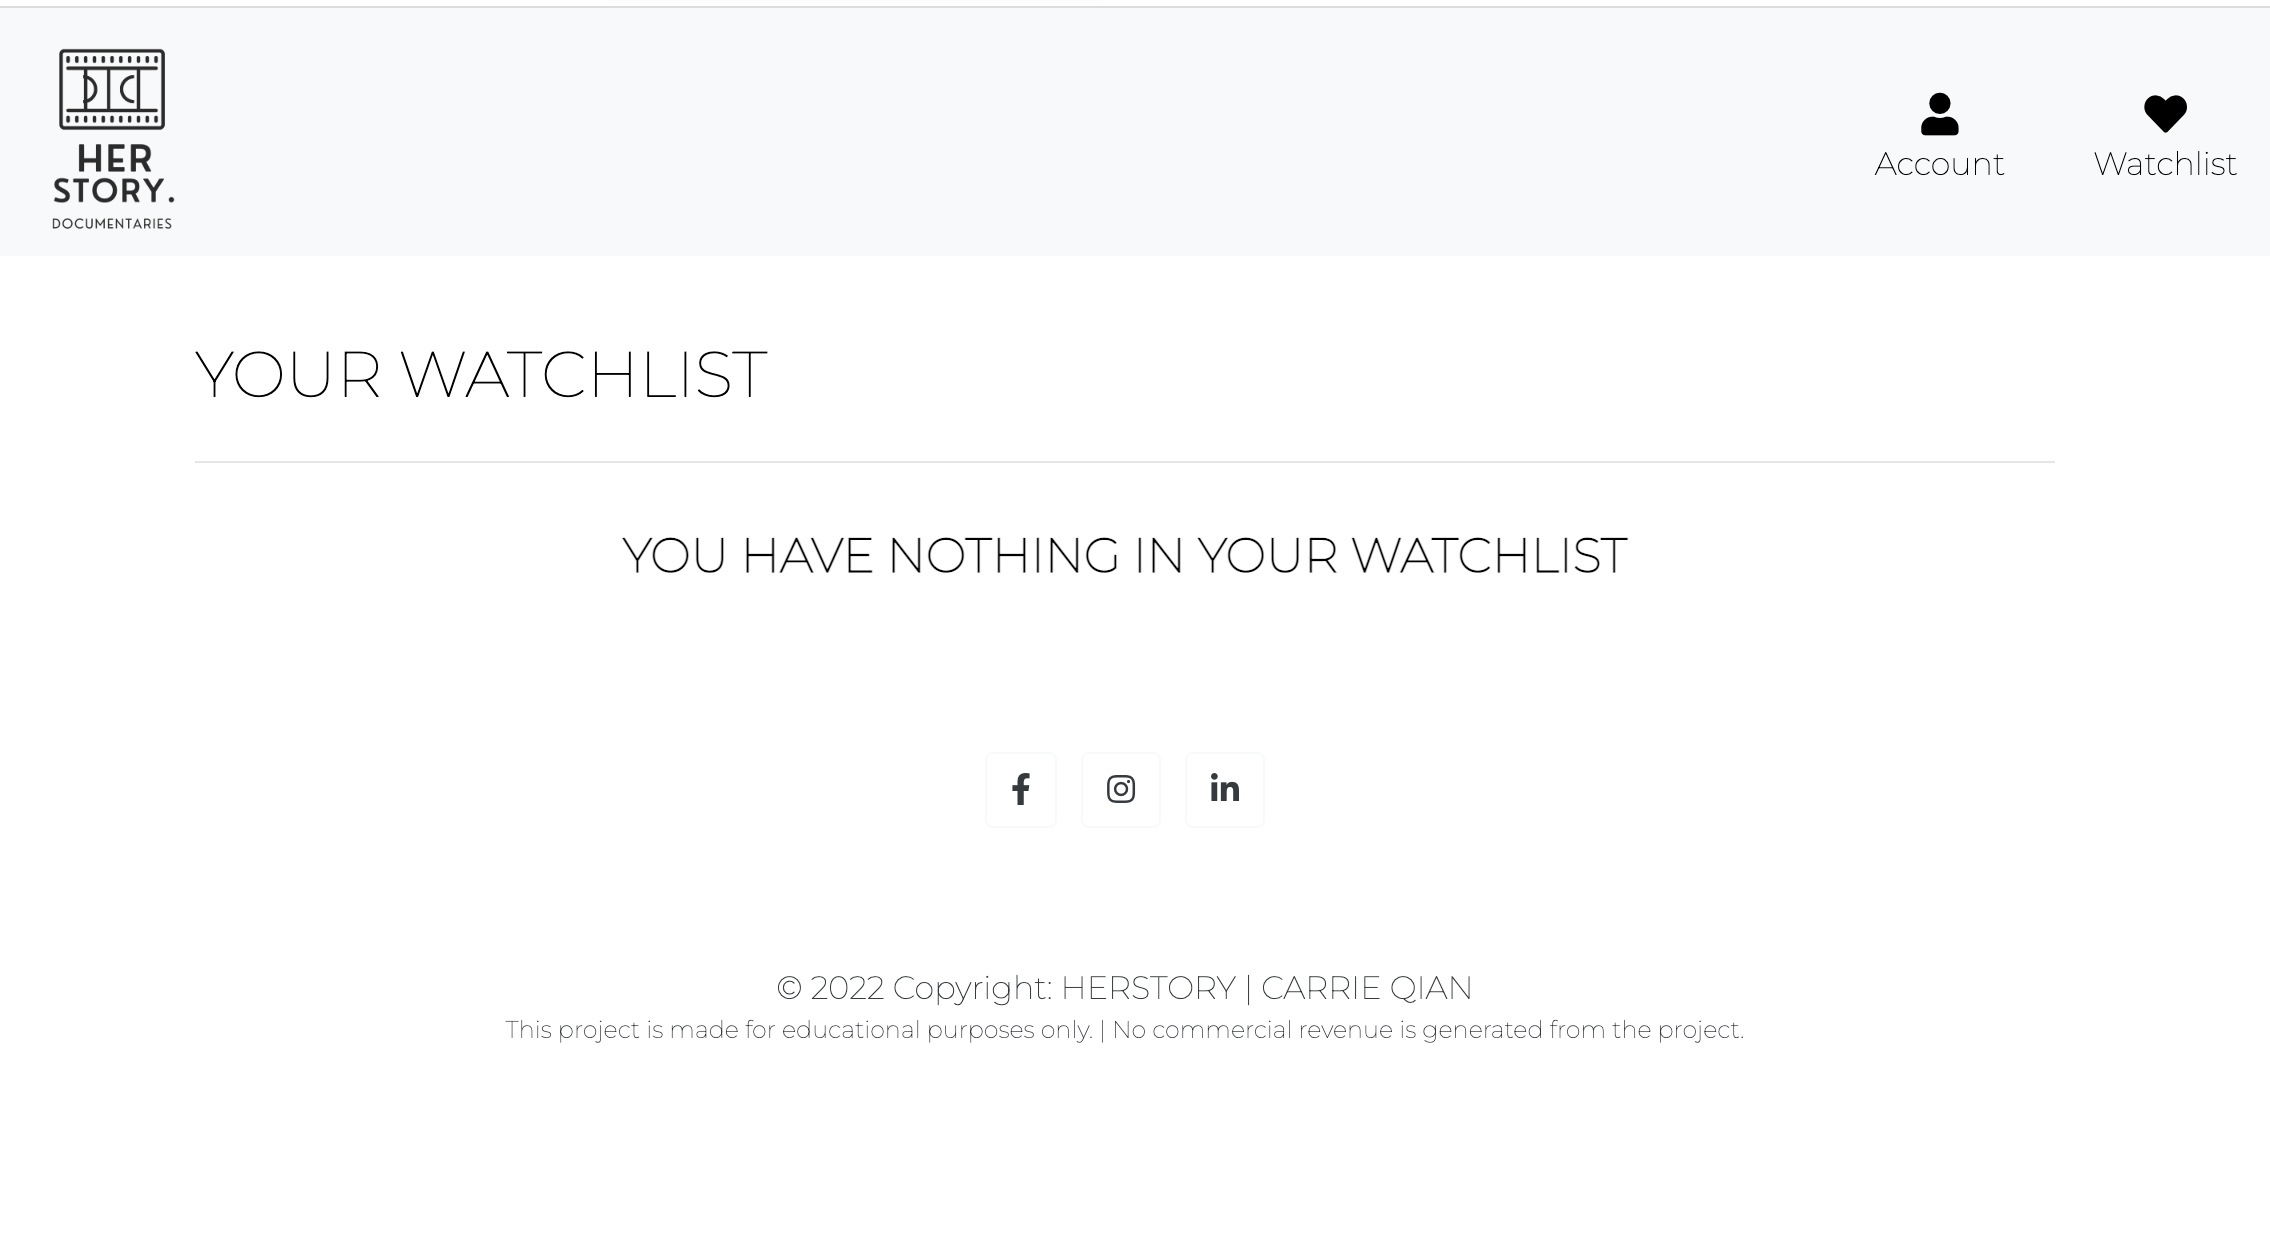 HER
STORY.
DOCUMENTARIES
Account
Watchlist
YOUR WATCHLIST
YOU HAVE NOTHING IN YOUR WATCHLIST
© 2022 Copyright: HERSTORY | CARRIE QIAN
This project is made for educational purposes only. | No commercial revenue is generated from the project.